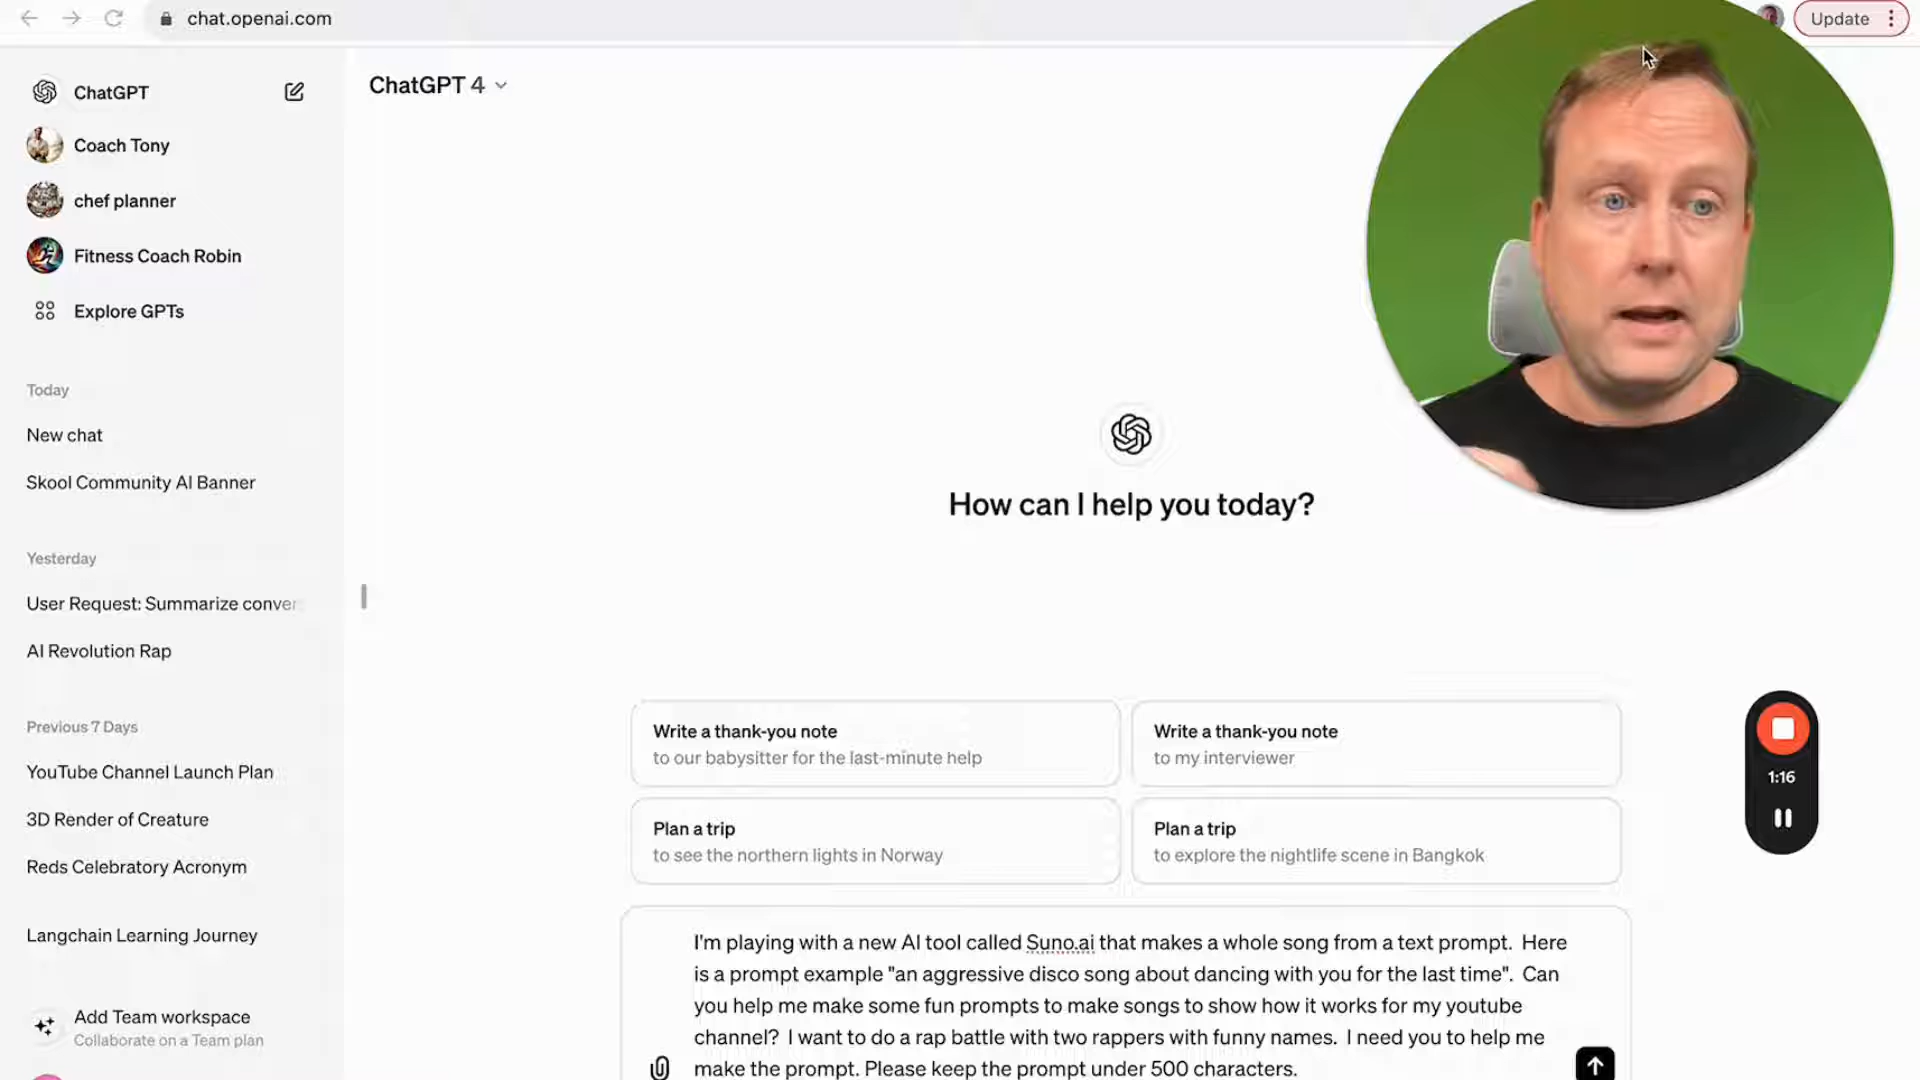 chat.openai.com
Update
ChatGPT
ChatGPT 4
Coach Tony
chef planner
Fitness Coach Robin
Explore GPTs
Today
New chat
Skool Community AI Banner
How can I help you today?
Yesterday
User Request: Summarize conver
AI Revolution Rap
Previous 7 Days
YouTube Channel Launch Plan
3D Render of Creature
Reds Celebratory Acronym
Langchain Learning Journey
Add Team workspace
Collaborate on a Team plan
Write a thank-you note
to our babysitter for the last-minute help
Write a thank-you note
to my interviewer
Plan a trip
to see the northern lights in Norway
Plan a trip
to explore the nightlife scene in Bangkok
1:16
I'm playing with a new AI tool called Suno.ai that makes a whole song from a text prompt. Here
is a prompt example "an aggressive disco song about dancing with you for the last time". Can
you help me make some fun prompts to make songs to show how it works for my youtube
channel? I want to do a rap battle with two rappers with funny names. I need you to help me
make the prompt. Please keep the prompt under 500 characters.